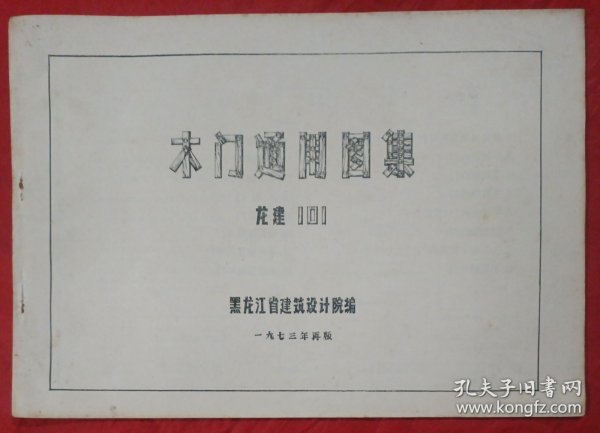 木门通用图集
龙建 101
黑龙江省建筑设计院编
一九七三年再版
孔夫子旧书网
www.kongfz.com